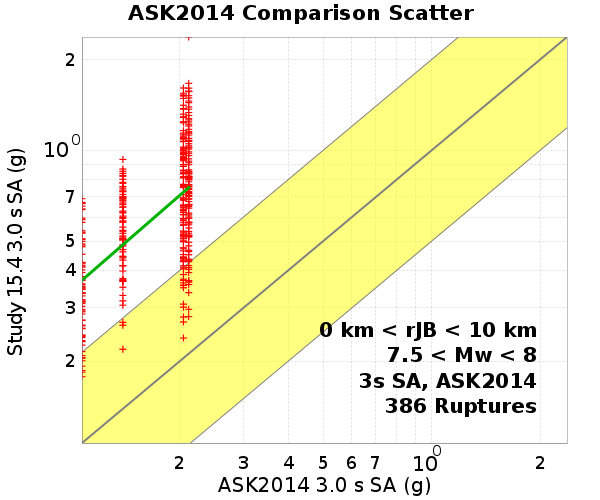 ASK2014 Comparison Scatter
Study 15.4 3.0 s SA (g)
2
10^0
7
5
4
3
2
0 km < rJB < 10 km
7.5 < Mw < 8
3s SA, ASK2014
386 Ruptures
2 3 4 5 6 7 10^0 2
ASK2014 3.0 s SA (g)